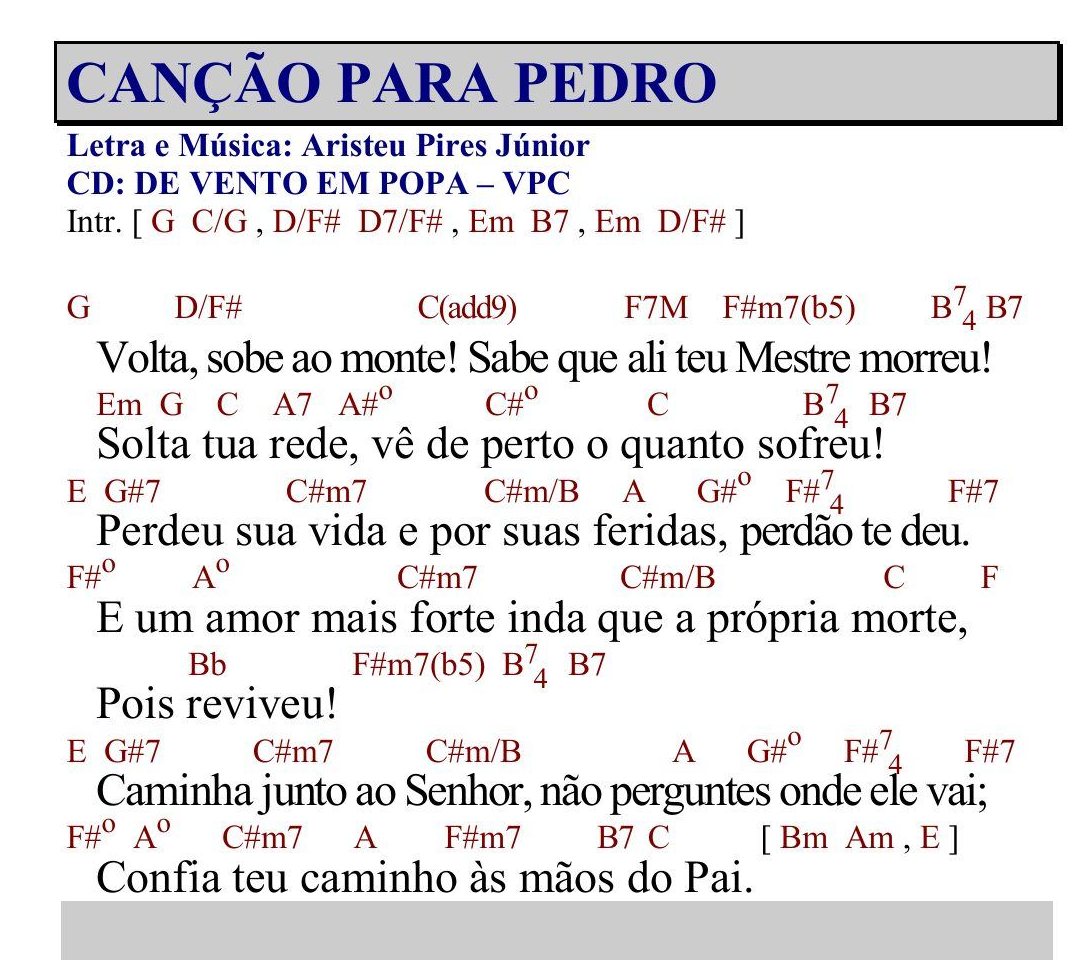 CANÇÃO PARA PEDRO
Letra e Música: Aristeu Pires Júnior
CD: DE VENTO EM POPA – VPC
Intr. [ G C/G , D/F# D7/F# , Em B7 , Em D/F# ]
G D/F# C(add9) F7M F#m7(b5) B7/4 B7
Volta, sobe ao monte! Sabe que ali teu Mestre morreu!
Em G C A7 A#º C#º C B7/4 B7
Solta tua rede, vê de perto o quanto sofreu!
E G#7 C#m7 C#m/B A G#º F#7/4 F#7
Perdeu sua vida e por suas feridas, perdão te deu.
F#º Aº C#m7 C#m/B C F
E um amor mais forte inda que a própria morte,
Bb F#m7(b5) B7/4 B7
Pois reviveu!
E G#7 C#m7 C#m/B A G#º F#7/4 F#7
Caminha junto ao Senhor, não perguntes onde ele vai;
F#º Aº C#m7 A F#m7 B7 C [ Bm Am , E ]
Confia teu caminho às mãos do Pai.